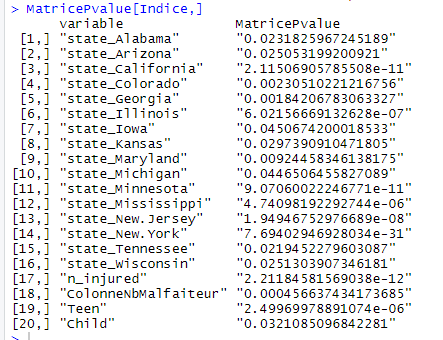 > MatricePvalue[Indice,]
variable MatricePvalue
[1,] "state_Alabama" "0.0231825967245189"
[2,] "state_Arizona" "0.025053199200921"
[3,] "state_California" "2.11506905785508e-11"
[4,] "state_Colorado" "0.00230510221216756"
[5,] "state_Georgia" "0.00184206783063327"
[6,] "state_Illinois" "6.02156669132628e-07"
[7,] "state_Iowa" "0.0450674200018533"
[8,] "state_Kansas" "0.0297390910471805"
[9,] "state_Maryland" "0.00924458346138175"
[10,] "state_Michigan" "0.0446506455827089"
[11,] "state_Minnesota" "9.07060022246771e-11"
[12,] "state_Mississippi" "4.74098192292744e-06"
[13,] "state_New.Jersey" "1.94946752976689e-08"
[14,] "state_New.York" "7.69402946928034e-31"
[15,] "state_Tennessee" "0.0219452279603087"
[16,] "state_Wisconsin" "0.0251303907346181"
[17,] "n_injured" "2.21184581569038e-12"
[18,] "ColonneNbMalfaiteur" "0.000456637434173685"
[19,] "Teen" "2.49969978891074e-06"
[20,] "Child" "0.0321085096842281"
>